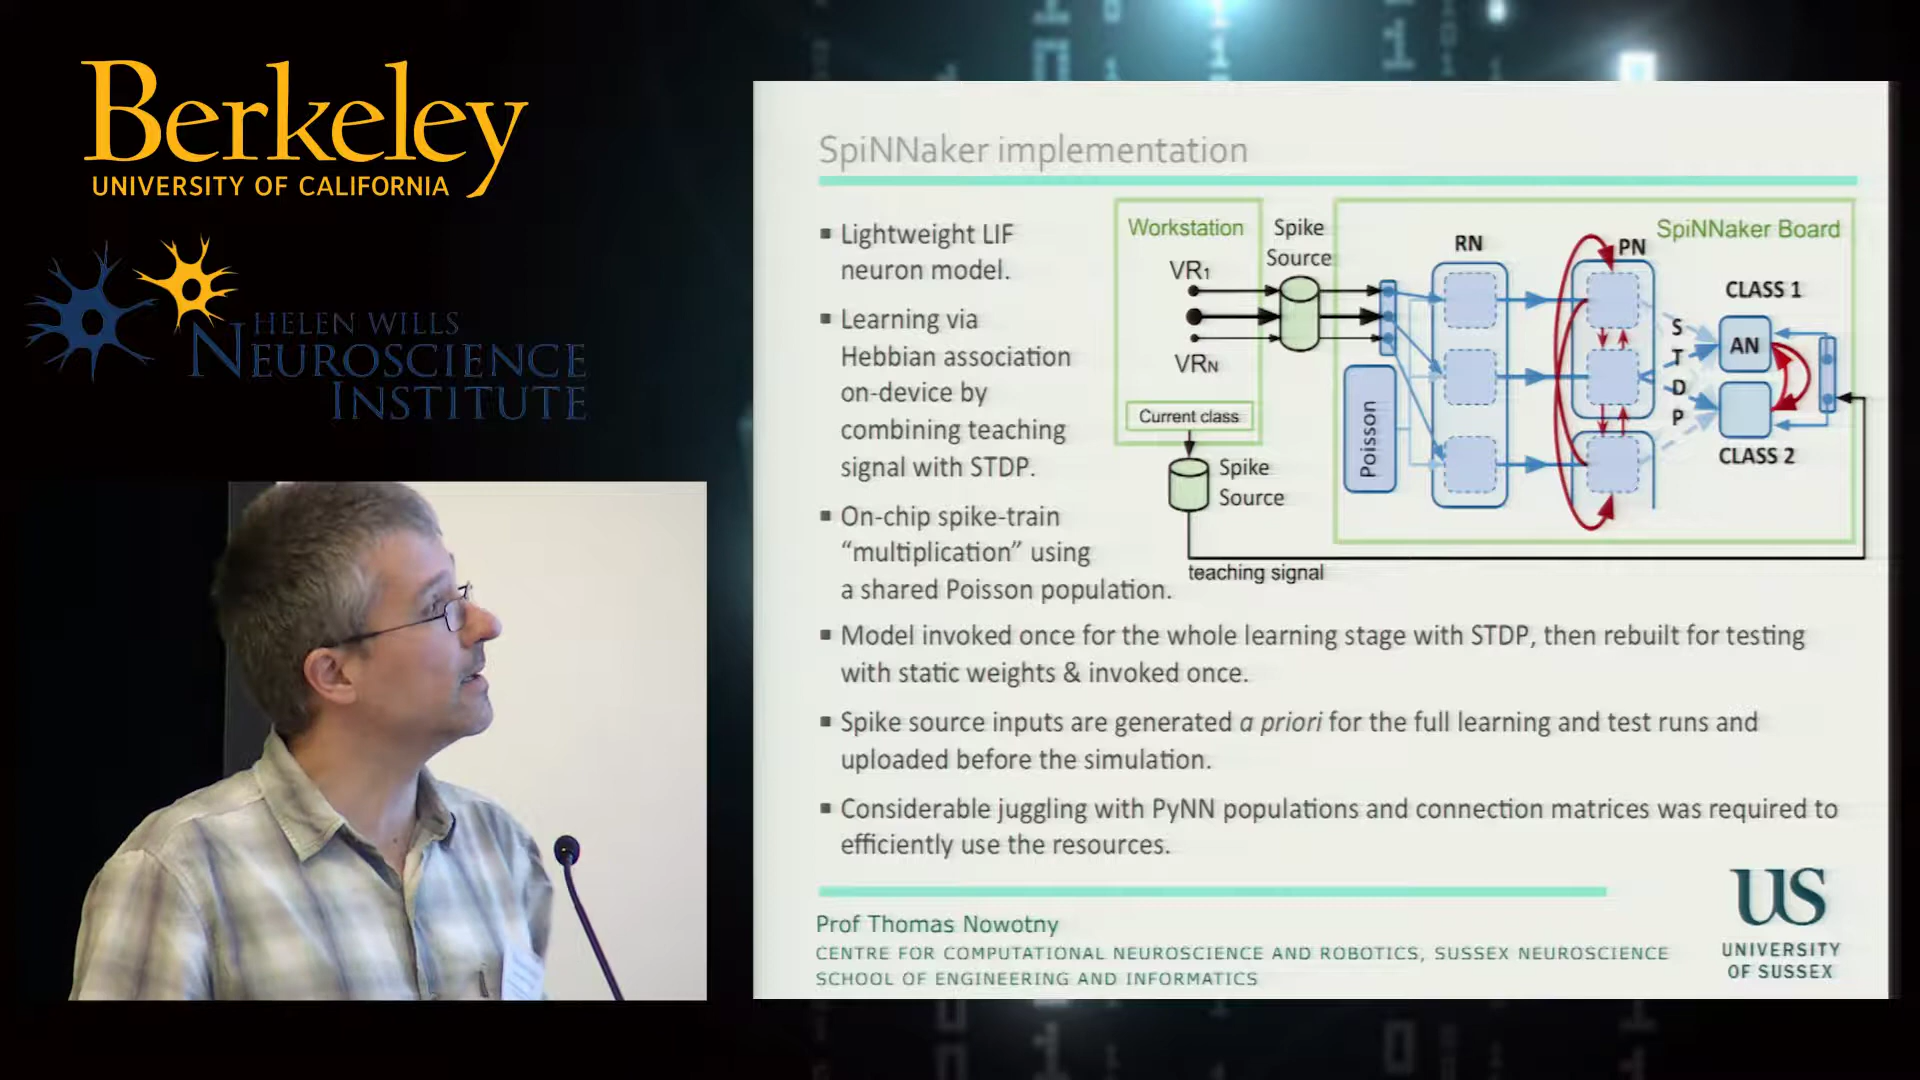 Berkeley
UNIVERSITY OF CALIFORNIA
HELEN WILLS
NEUROSCIENCE
INSTITUTE
SpiNNaker implementation
▪ Lightweight LIF
neuron model.
▪ Learning via
Hebbian association
on-device by
combining teaching
signal with STDP.
▪ On-chip spike-train
“multiplication” using
a shared Poisson population.
▪ Model invoked once for the whole learning stage with STDP, then rebuilt for testing
with static weights & invoked once.
▪ Spike source inputs are generated a priori for the full learning and test runs and
uploaded before the simulation.
▪ Considerable juggling with PyNN populations and connection matrices was required to
efficiently use the resources.
Workstation
VR1
VRN
Current class
Spike
Source
Spike
Source
teaching signal
SpiNNaker Board
RN
PN
Poisson
S
T
D
P
CLASS 1
AN
CLASS 2
Prof Thomas Nowotny
CENTRE FOR COMPUTATIONAL NEUROSCIENCE AND ROBOTICS, SUSSEX NEUROSCIENCE
SCHOOL OF ENGINEERING AND INFORMATICS
US
UNIVERSITY
OF SUSSEX